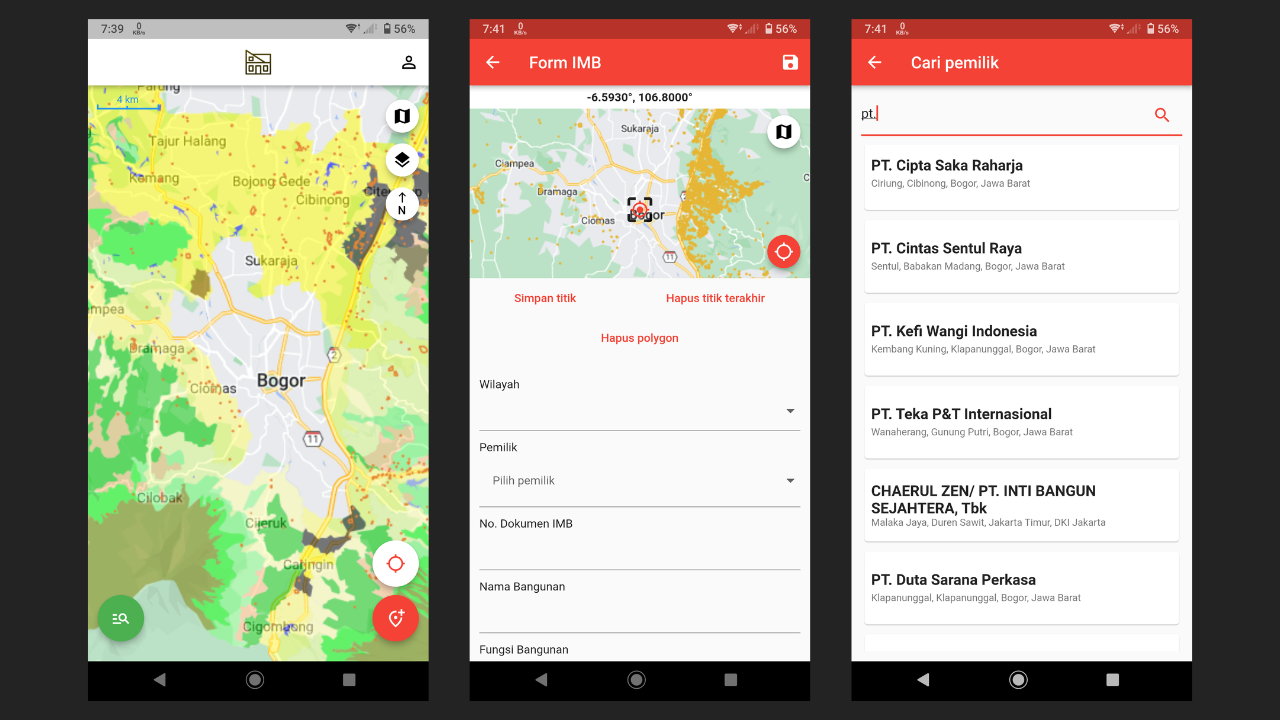 7:39 0 KB/s 56%
Parung
4 km
Tajur Halang
Kemang
Bojong Gede
Cibinong
N
Sukaraja
2
Dramaga
Ciomas
Bogor
11
Cilobak
Cijeruk
Caringin
Cigombong
7:41 0 KB/s 56%
Form IMB
-6.5930°, 106.8000°
Sukaraja
Ciampea
Dramaga
Ciomas
Bogor
11
Simpan titik
Hapus titik terakhir
Hapus polygon
Wilayah
Pemilik
Pilih pemilik
No. Dokumen IMB
Nama Bangunan
Fungsi Bangunan
7:41 0 KB/s 56%
Cari pemilik
pt.
PT. Cipta Saka Raharja
Ciriung, Cibinong, Bogor, Jawa Barat
PT. Cintas Sentul Raya
Sentul, Babakan Madang, Bogor, Jawa Barat
PT. Kefi Wangi Indonesia
Kembang Kuning, Klapanunggal, Bogor, Jawa Barat
PT. Teka P&T Internasional
Wanaherang, Gunung Putri, Bogor, Jawa Barat
CHAERUL ZEN/ PT. INTI BANGUN
SEJAHTERA, Tbk
Malaka Jaya, Duren Sawit, Jakarta Timur, DKI Jakarta
PT. Duta Sarana Perkasa
Klapanunggal, Klapanunggal, Bogor, Jawa Barat